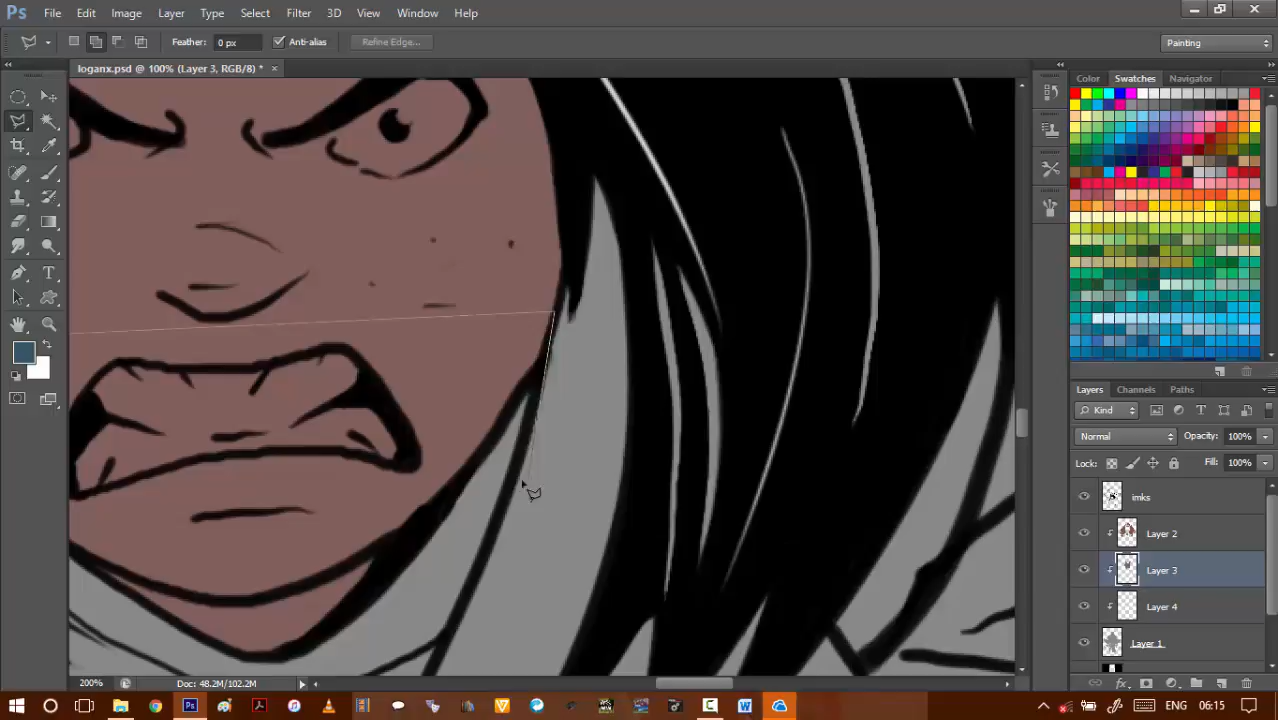 Ps File Edit Image Layer Type Select Filter 3D View Window Help
Feather: 0 px Anti-alias Refine Edge... Painting
loganx.psd @ 100% (Layer 3, RGB/8) * ×
Color Swatches Navigator
Layers Channels Paths
Kind
Normal Opacity: 100%
Lock: Fill: 100%
imks
Layer 2
Layer 3
Layer 4
Layer 1
200% Doc: 48.2M/102.2M
ENG 06:15